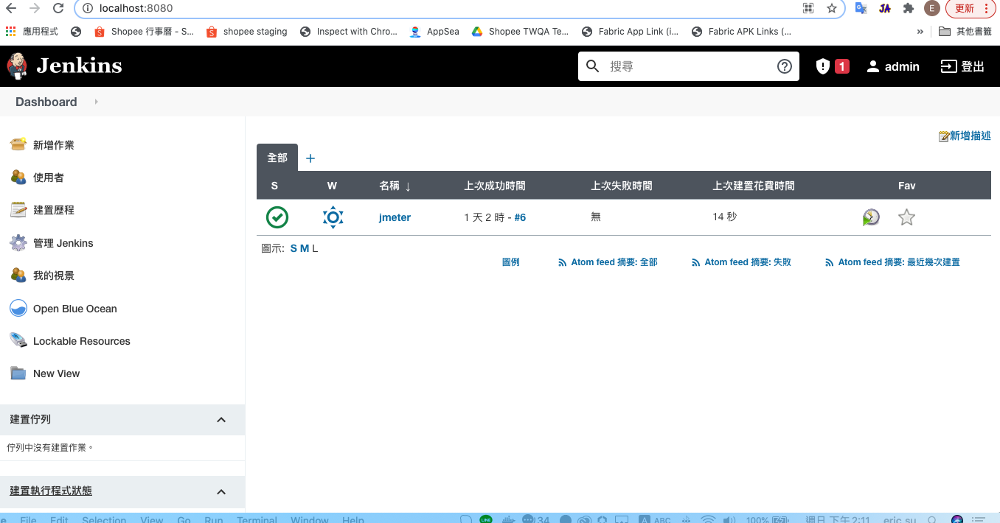 localhost:8080
E
更新
應用程式
Shopee 行事曆 - S...
shopee staging
Inspect with Chro...
AppSea
Shopee TWQA Te...
Fabric App Link (i...
Fabric APK Links (...
»
其他書籤
Jenkins
搜尋
1
admin
登出
Dashboard
新增作業
使用者
建置歷程
管理 Jenkins
我的視景
Open Blue Ocean
Lockable Resources
New View
建置佇列
佇列中沒有建置作業。
建置執行程式狀態
新增描述
全部 +
S W 名稱 ↓ 上次成功時間 上次失敗時間 上次建置花費時間 Fav
jmeter 1 天 2 時 - #6 無 14 秒
圖示: S M L
圖例 Atom feed 摘要: 全部 Atom feed 摘要: 失敗 Atom feed 摘要: 最近幾次建置
File Edit Selection View Go Run Terminal Window Help LINE 34 A ABC 100% 週日 下午2:11 eric su